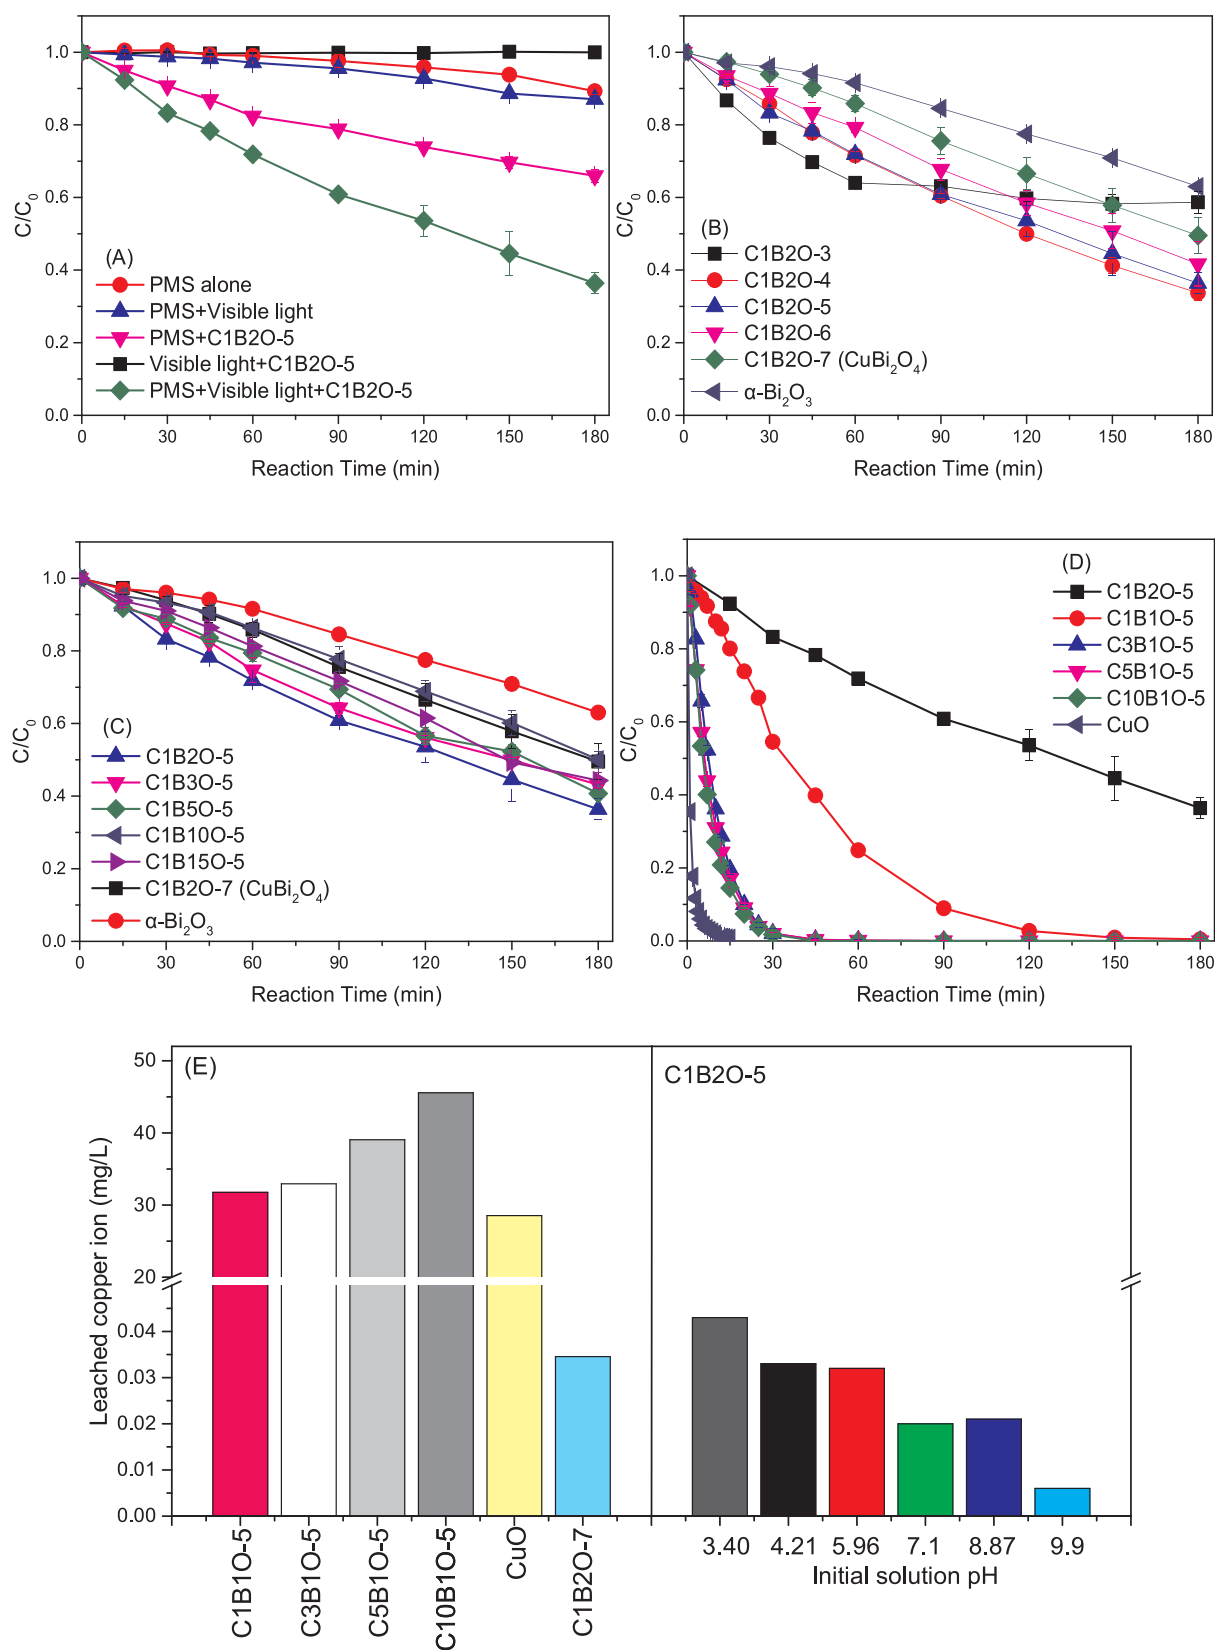 1.0
0.8
0.6
0.4
0.2
0.0
C/C0
(A)
PMS alone
PMS+Visible light
PMS+C1B2O-5
Visible light+C1B2O-5
PMS+Visible light+C1B2O-5
0 30 60 90 120 150 180
Reaction Time (min)
1.0
0.8
0.6
0.4
0.2
0.0
C/C0
(B)
C1B2O-3
C1B2O-4
C1B2O-5
C1B2O-6
C1B2O-7 (CuBi2O4)
α-Bi2O3
0 30 60 90 120 150 180
Reaction Time (min)
1.0
0.8
0.6
0.4
0.2
0.0
C/C0
(C)
C1B2O-5
C1B3O-5
C1B5O-5
C1B10O-5
C1B15O-5
C1B2O-7 (CuBi2O4)
α-Bi2O3
0 30 60 90 120 150 180
Reaction Time (min)
1.0
0.8
0.6
0.4
0.2
0.0
C/C0
(D)
C1B2O-5
C1B1O-5
C3B1O-5
C5B1O-5
C10B1O-5
CuO
0 30 60 90 120 150 180
Reaction Time (min)
50
40
30
20
0.04
0.03
0.02
0.01
0.00
Leached copper ion (mg/L)
(E)
C1B1O-5
C3B1O-5
C5B1O-5
C10B1O-5
CuO
C1B2O-7
C1B2O-5
3.40 4.21 5.96 7.1 8.87 9.9
Initial solution pH